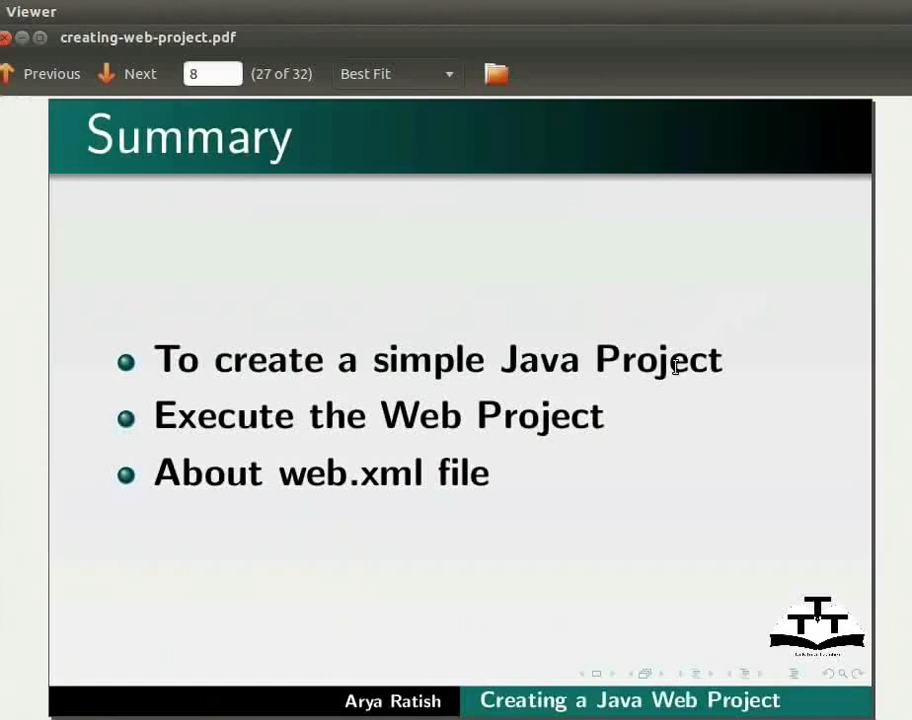 Viewer
creating-web-project.pdf
Previous Next 8 (27 of 32) Best Fit
Summary
To create a simple Java Project
Execute the Web Project
About web.xml file
TTT
Arya Ratish Creating a Java Web Project